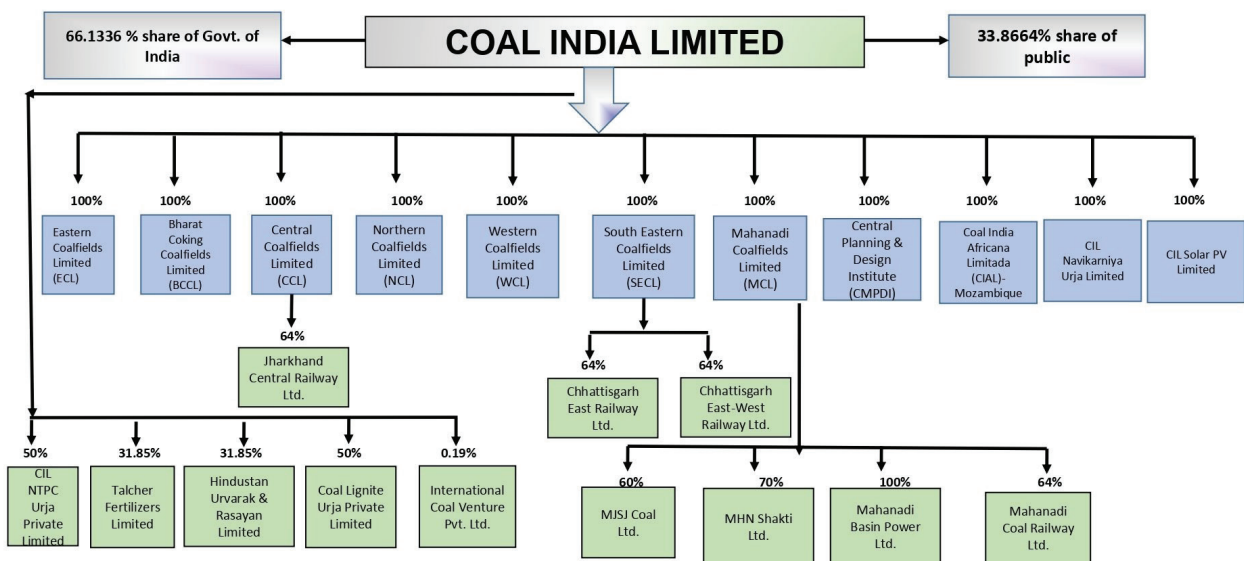 66.1336 % share of Govt. of
India
COAL INDIA LIMITED
33.8664% share of
public
100%
100%
100%
100%
100%
100%
100%
100%
100%
100%
100%
Eastern
Coalfields
Limited
(ECL)
Bharat
Coking
Coalfields
Limited
(BCCL)
Central
Coalfields
Limited
(CCL)
Northern
Coalfields
Limited
(NCL)
Western
Coalfields
Limited
(WCL)
South Eastern
Coalfields
Limited
(SECL)
Mahanadi
Coalfields
Limited
(MCL)
Central
Planning &
Design
Institute
(CMPDI)
Coal India
Africana
Limitada
(CIAL)-
Mozambique
CIL
Navikarniya
Urja Limited
CIL Solar PV
Limited
64%
Jharkhand
Central Railway
Ltd.
64%
Chhattisgarh
East Railway
Ltd.
64%
Chhattisgarh
East-West
Railway Ltd.
50%
CIL
NTPC
Urja
Private
Limited
31.85%
Talcher
Fertilizers
Limited
31.85%
Hindustan
Urvarak &
Rasayan
Limited
50%
Coal Lignite
Urja Private
Limited
0.19%
International
Coal Venture
Pvt. Ltd.
60%
MJSJ Coal
Ltd.
70%
MHN Shakti
Ltd.
100%
Mahanadi
Basin Power
Ltd.
64%
Mahanadi
Coal Railway
Ltd.